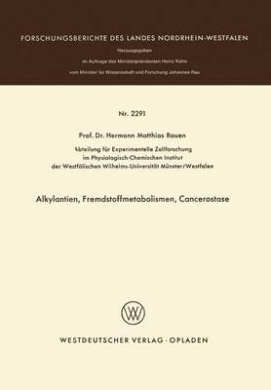 FORSCHUNGSBERICHTE DES LANDES NORDRHEIN-WESTFALEN
Herausgegeben
im Auftrage des Ministerpräsidenten Heinz Kühn
vom Minister für Wissenschaft und Forschung Johannes Rau
Nr. 2291
Prof. Dr. Hermann Matthias Rauen
Abteilung für Experimentelle Zellforschung
im Physiologisch-Chemischen Institut
der Westfälischen Wilhelms-Universität Münster/Westfalen
Alkylantien, Fremdstoffmetabolismen, Cancerostase
WESTDEUTSCHER VERLAG · OPLADEN